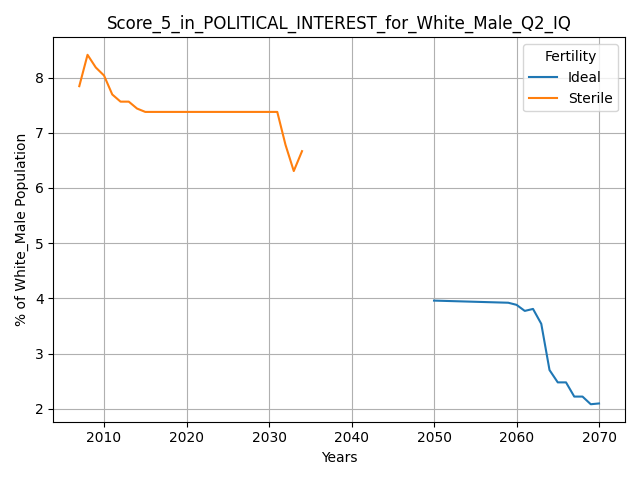 Score_5_in_POLITICAL_INTEREST_for_White_Male_Q2_IQ
Fertility
Ideal
Sterile
% of White_Male Population
8
7
6
5
4
3
2
2010 2020 2030 2040 2050 2060 2070
Years